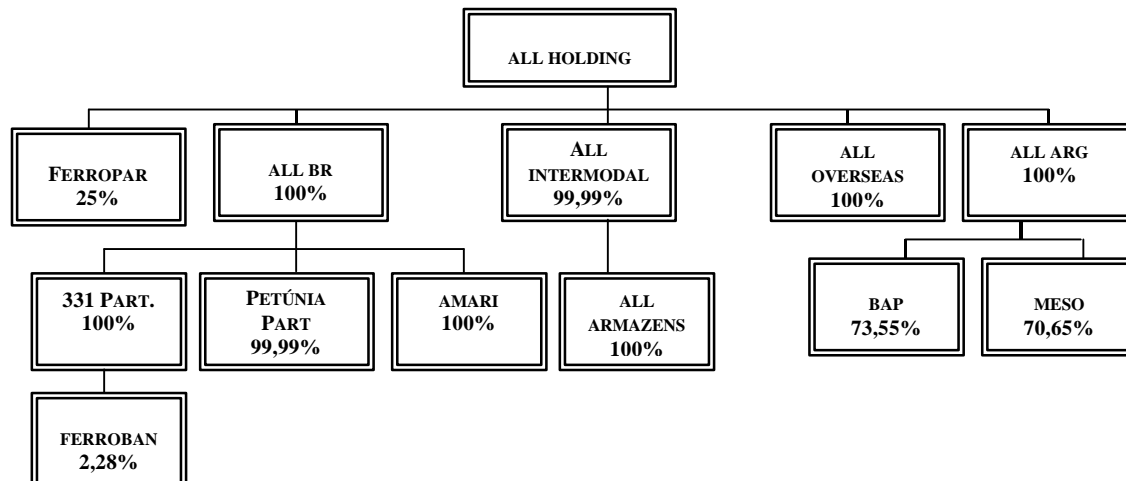 ALL HOLDING
FERROPAR
25%
ALL BR
100%
ALL
INTERMODAL
99,99%
ALL
OVERSEAS
100%
ALL ARG
100%
331 PART.
100%
PETÚNIA
PART
99,99%
AMARI
100%
ALL
ARMAZENS
100%
BAP
73,55%
MESO
70,65%
FERROBAN
2,28%